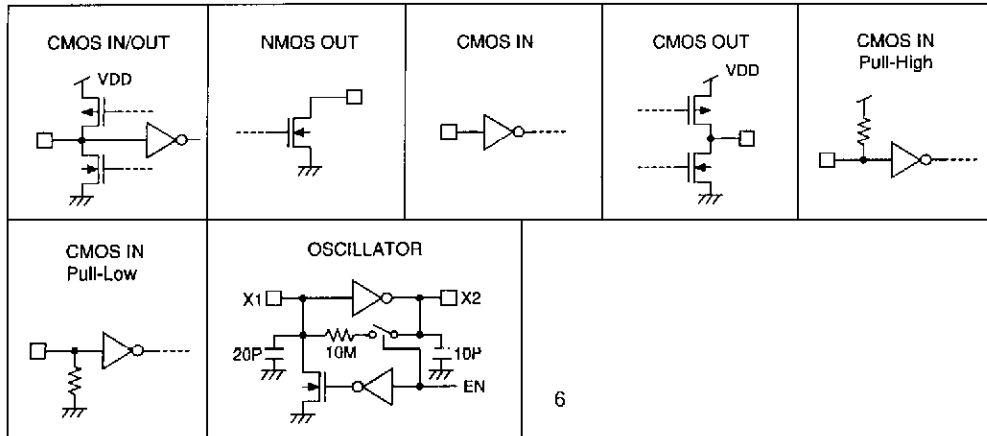 CMOS IN/OUT
VDD
NMOS OUT
CMOS IN
CMOS OUT
VDD
CMOS IN
Pull-High
CMOS IN
Pull-Low
OSCILLATOR
X1
X2
20P
10M
10P
EN
6